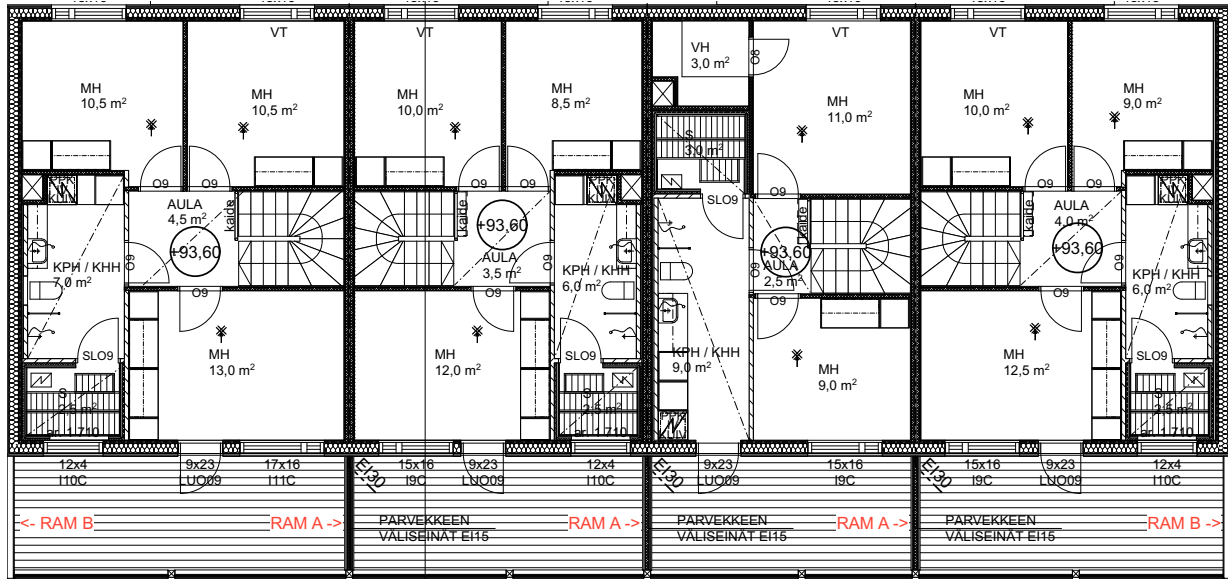 VT
VT
VH
3,0 m²
VT
VT
MH
10,5 m²
MH
10,5 m²
MH
10,0 m²
MH
8,5 m²
O8
MH
11,0 m²
MH
10,0 m²
MH
9,0 m²
S
3,0 m²
O9
O9
O9
O9
SLO9
O9
O9
O9
AULA
4,5 m²
kaide
+93,60
kaide
+93,60
AULA
3,5 m²
kaide
+93,60
AULA
2,5 m²
kaide
AULA
4,0 m²
+93,60
KPH / KHH
7,0 m²
O9
O9
KPH / KHH
6,0 m²
O9
O9
KPH / KHH
6,0 m²
O9
O9
O9
O9
SLO9
MH
13,0 m²
MH
12,0 m²
SLO9
KPH / KHH
9,0 m²
MH
9,0 m²
MH
12,5 m²
SLO9
S
2,5 m²
S
2,5 m²
S
2,5 m²
12x4
I10C
9x23
LUO09
17x16
I11C
EI30
15x16
I9C
9x23
LUO09
12x4
I10C
EI30
9x23
LUO09
15x16
I9C
EI30
15x16
I9C
9x23
LUO09
12x4
I10C
<- RAM B
RAM A ->
PARVEKKEEN
VÄLISEINÄT EI15
RAM A ->
PARVEKKEEN
VÄLISEINÄT EI15
RAM A ->
PARVEKKEEN
VÄLISEINÄT EI15
RAM B ->